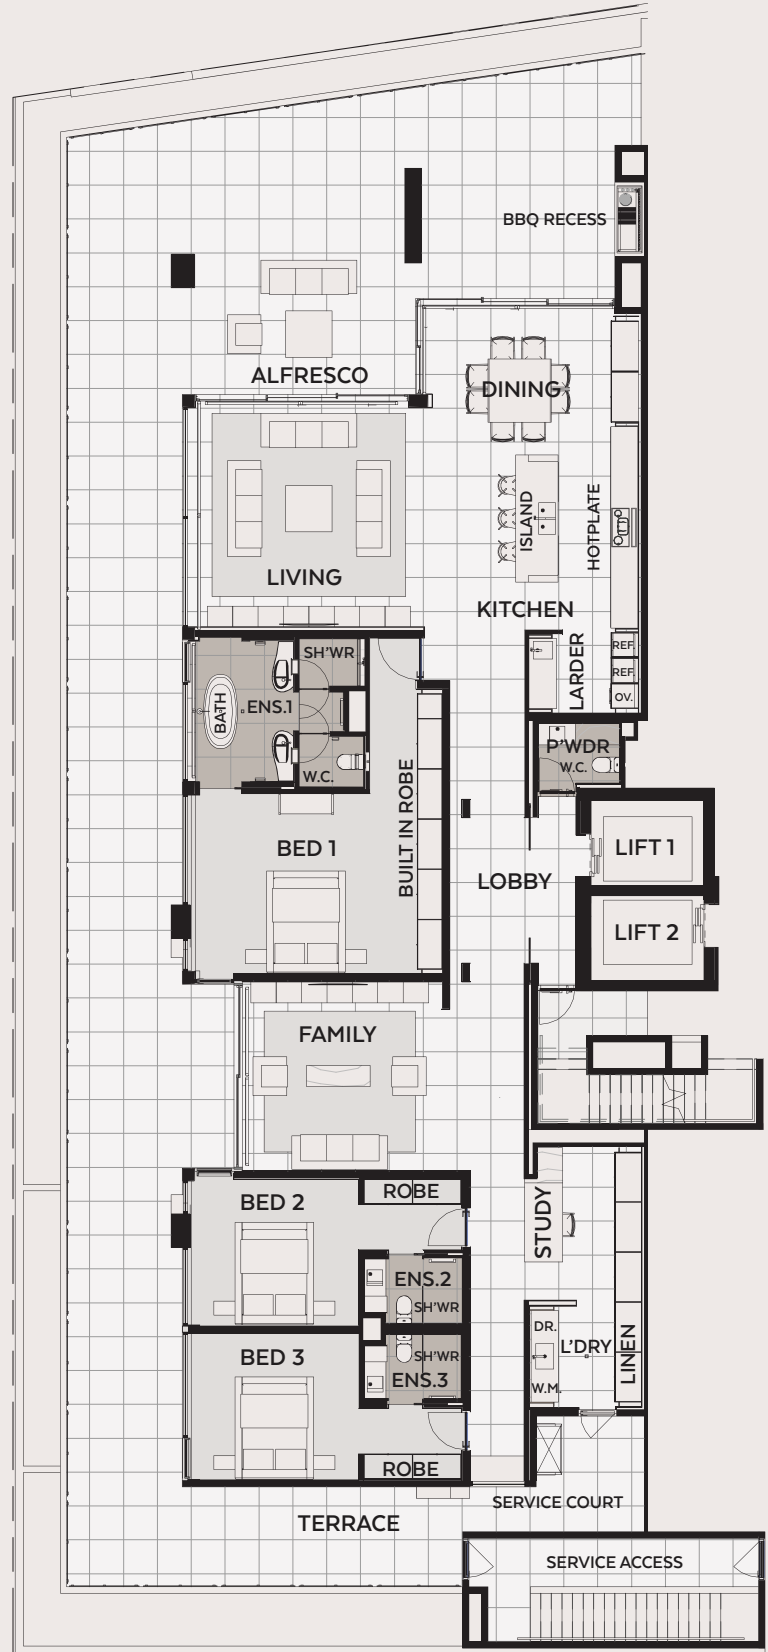 BBQ RECESS
ALFRESCO
DINING
ISLAND
HOTPLATE
LIVING
KITCHEN
SH'WR
LARDER
REF.
REF.
OV.
BATH
ENS.1
W.C.
P'WDR
W.C.
BUILT IN ROBE
BED 1
LIFT 1
LOBBY
LIFT 2
FAMILY
BED 2
ROBE
STUDY
ENS.2
SH'WR
DR.
L'DRY
LINEN
BED 3
SH'WR
ENS.3
W.M.
ROBE
SERVICE COURT
TERRACE
SERVICE ACCESS